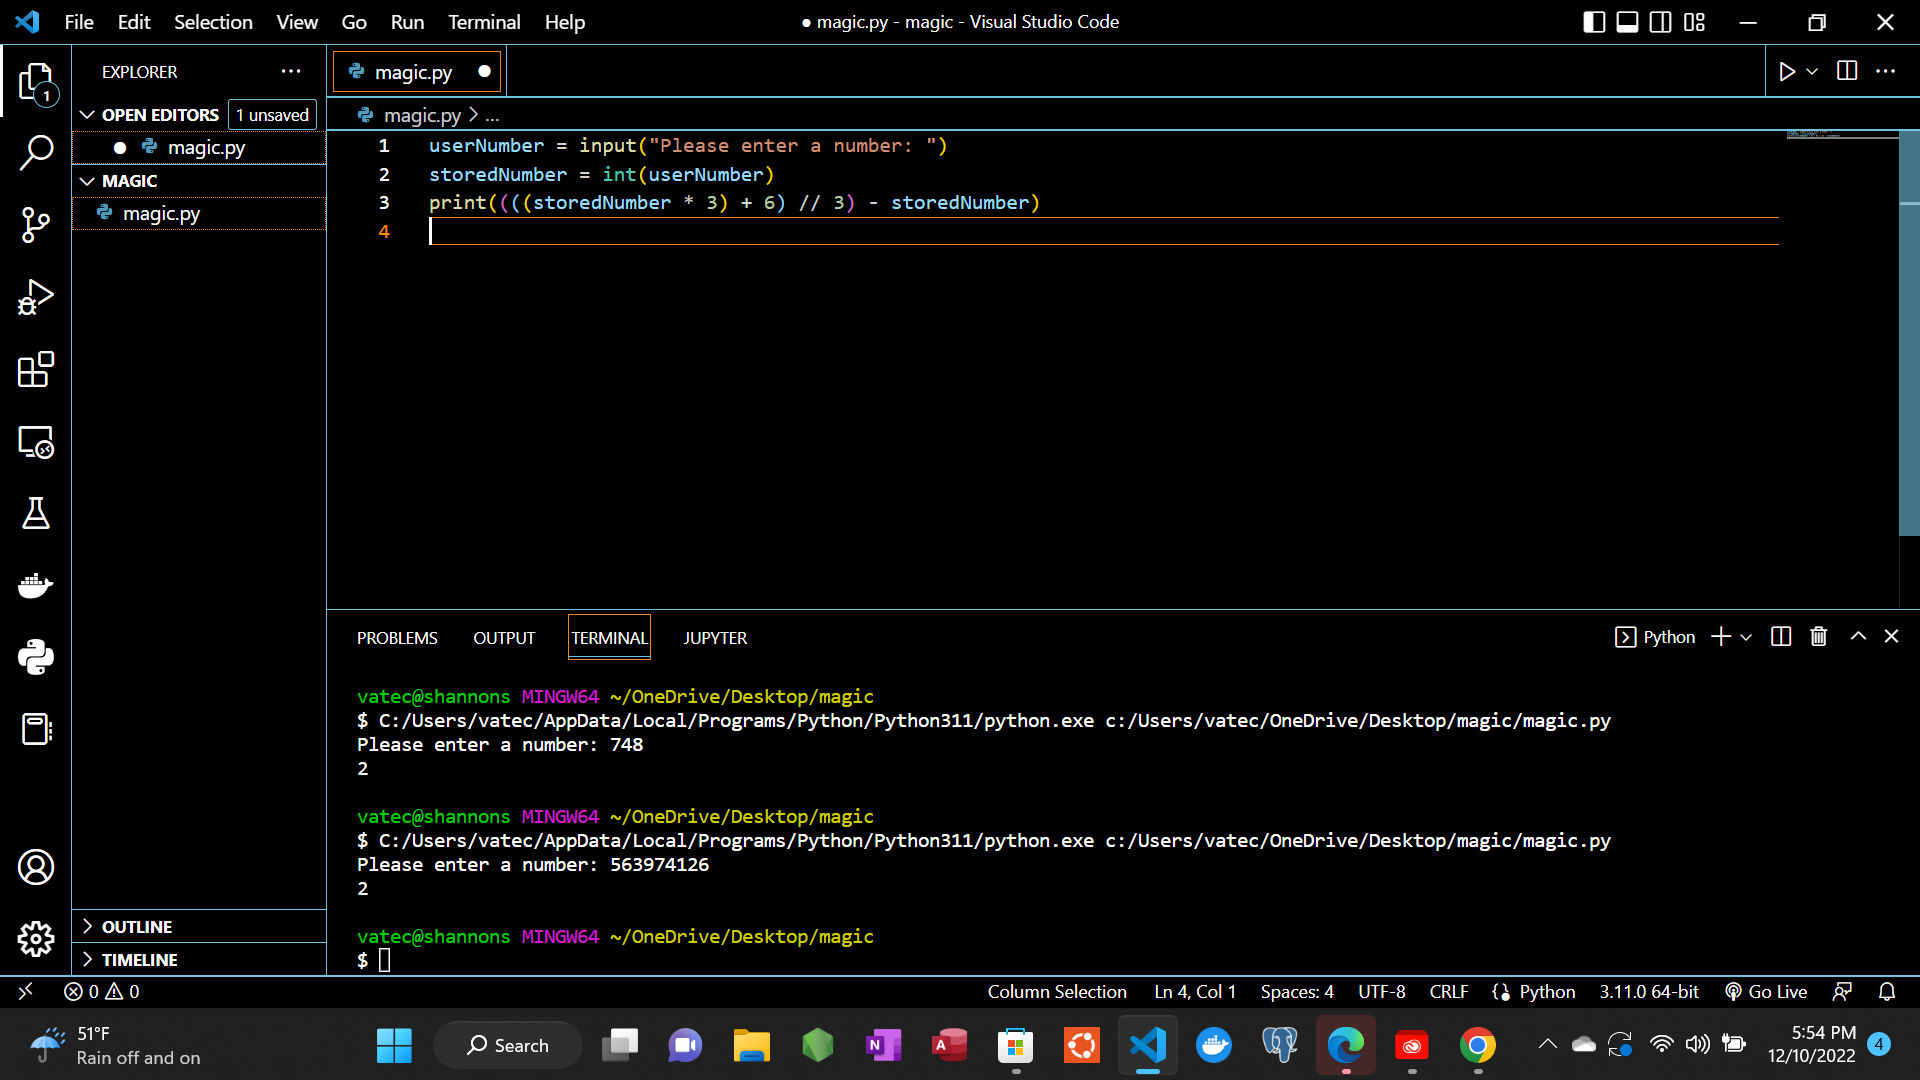 File Edit Selection View Go Run Terminal Help
● magic.py - magic - Visual Studio Code
EXPLORER ...
magic.py ●
1
OPEN EDITORS 1 unsaved
● magic.py
MAGIC
magic.py
magic.py > ...
1 userNumber = input("Please enter a number: ")
2 storedNumber = int(userNumber)
3 print((((storedNumber * 3) + 6) // 3) - storedNumber)
4
PROBLEMS OUTPUT TERMINAL JUPYTER
Python
vatec@shannons MINGW64 ~/OneDrive/Desktop/magic
$ C:/Users/vatec/AppData/Local/Programs/Python/Python311/python.exe c:/Users/vatec/OneDrive/Desktop/magic/magic.py
Please enter a number: 748
2
vatec@shannons MINGW64 ~/OneDrive/Desktop/magic
$ C:/Users/vatec/AppData/Local/Programs/Python/Python311/python.exe c:/Users/vatec/OneDrive/Desktop/magic/magic.py
Please enter a number: 563974126
2
vatec@shannons MINGW64 ~/OneDrive/Desktop/magic
$
OUTLINE
TIMELINE
0 0
Column Selection Ln 4, Col 1 Spaces: 4 UTF-8 CRLF Python 3.11.0 64-bit Go Live
51°F
Rain off and on
Search
N
A
5:54 PM
12/10/2022
4